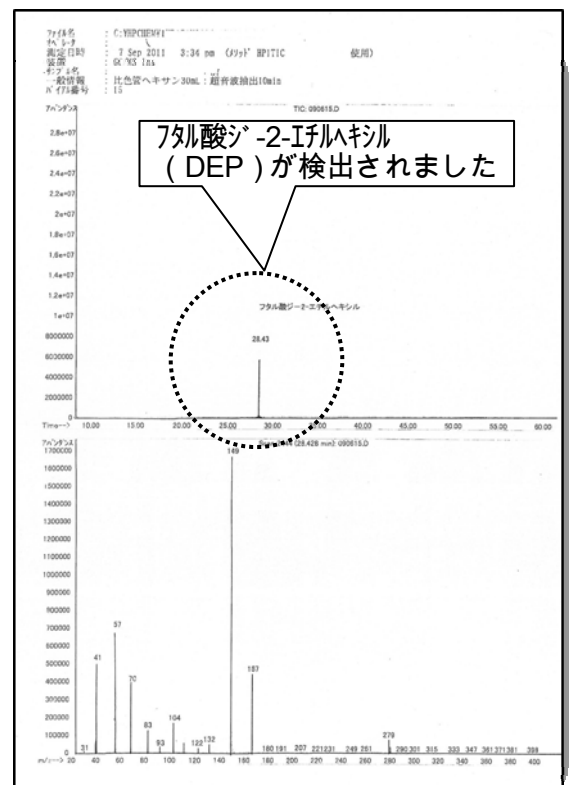 ファイル名 : C:¥HPCHEM¥1
オペレータ :
測定日時 : 7 Sep 2011 3:34 pm (メソッド HPITIC 使用)
装置 : GC/MS Ins
サンプル名 :
一般情報 : 比色管ヘキサン30mL:超音波抽出10min
バイアル番号 : 15
アバンダンス
TIC: 090615.D
フタル酸ジ-2-エチルヘキシル
(DEP)が検出されました
2.8e+07
2.6e+07
2.4e+07
2.2e+07
2e+07
1.8e+07
1.6e+07
1.4e+07
1.2e+07
1e+07
8000000
6000000
4000000
2000000
0
フタル酸ジ-2-エチルヘキシル
28.43
Time--> 10.00 15.00 20.00 25.00 30.00 35.00 40.00 45.00 50.00 55.00 60.00
アバンダンス
(28.426 min): 090615.D
1700000
1600000
1500000
1400000
1300000
1200000
1100000
1000000
900000
800000
700000
600000
500000
400000
300000
200000
100000
0
149
57
41
70
167
83
104
31 93 122 132
180 191 207 221 231 249 261
279
290 301 315 333 347 361 371 381 398
m/z--> 20 40 60 80 100 120 140 160 180 200 220 240 260 280 300 320 340 360 380 400